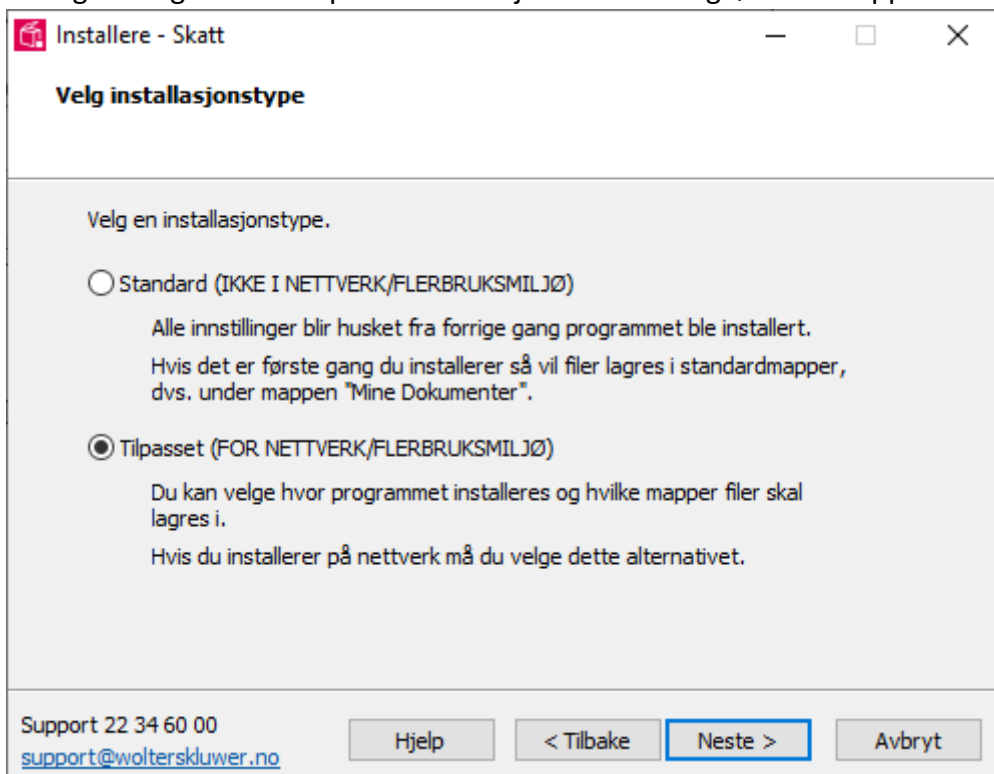 Installere - Skatt
Velg installasjonstype
Velg en installasjonstype.
Standard (IKKE I NETTVERK/FLERBRUKSMILJØ)
Alle innstillinger blir husket fra forrige gang programmet ble installert.
Hvis det er første gang du installerer så vil filer lagres i standardmapper,
dvs. under mappen "Mine Dokumenter".
Tilpasset (FOR NETTVERK/FLERBRUKSMILJØ)
Du kan velge hvor programmet installeres og hvilke mapper filer skal
lagres i.
Hvis du installerer på nettverk må du velge dette alternativet.
Support 22 34 60 00
support@wolterskluwer.no
Hjelp
< Tilbake
Neste >
Avbryt